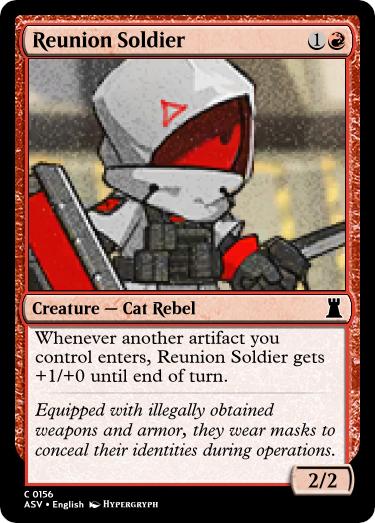 Reunion Soldier 1
Creature — Cat Rebel
Whenever another artifact you
control enters, Reunion Soldier gets
+1/+0 until end of turn.
Equipped with illegally obtained
weapons and armor, they wear masks to
conceal their identities during operations.
2/2
C 0156
ASV • English HYPERGRYPH